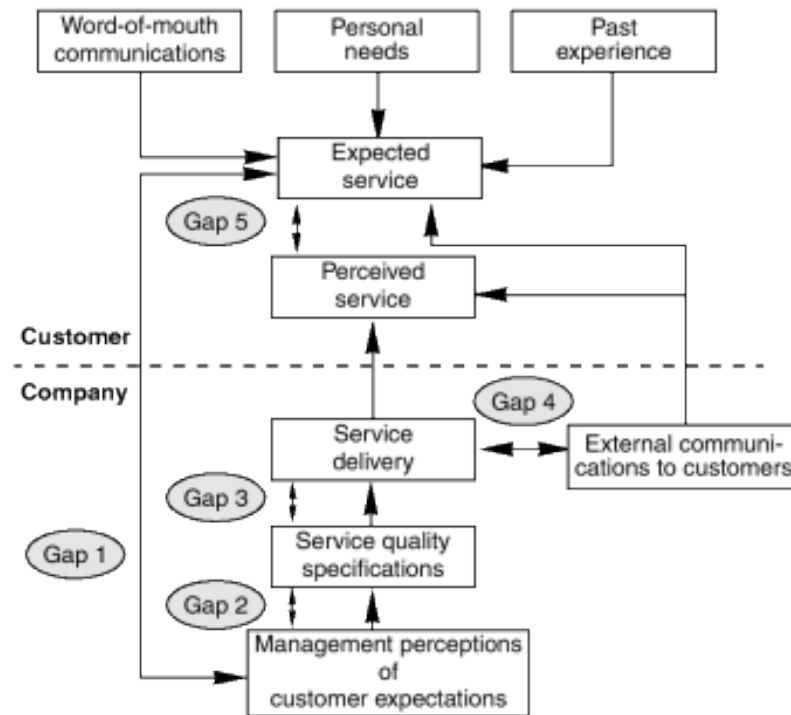 Word-of-mouth
communications
Personal
needs
Past
experience
Expected
service
Gap 5
Perceived
service
Customer
Company
Gap 4
Service
delivery
External communi-
cations to customers
Gap 3
Gap 1
Service quality
specifications
Gap 2
Management perceptions
of
customer expectations